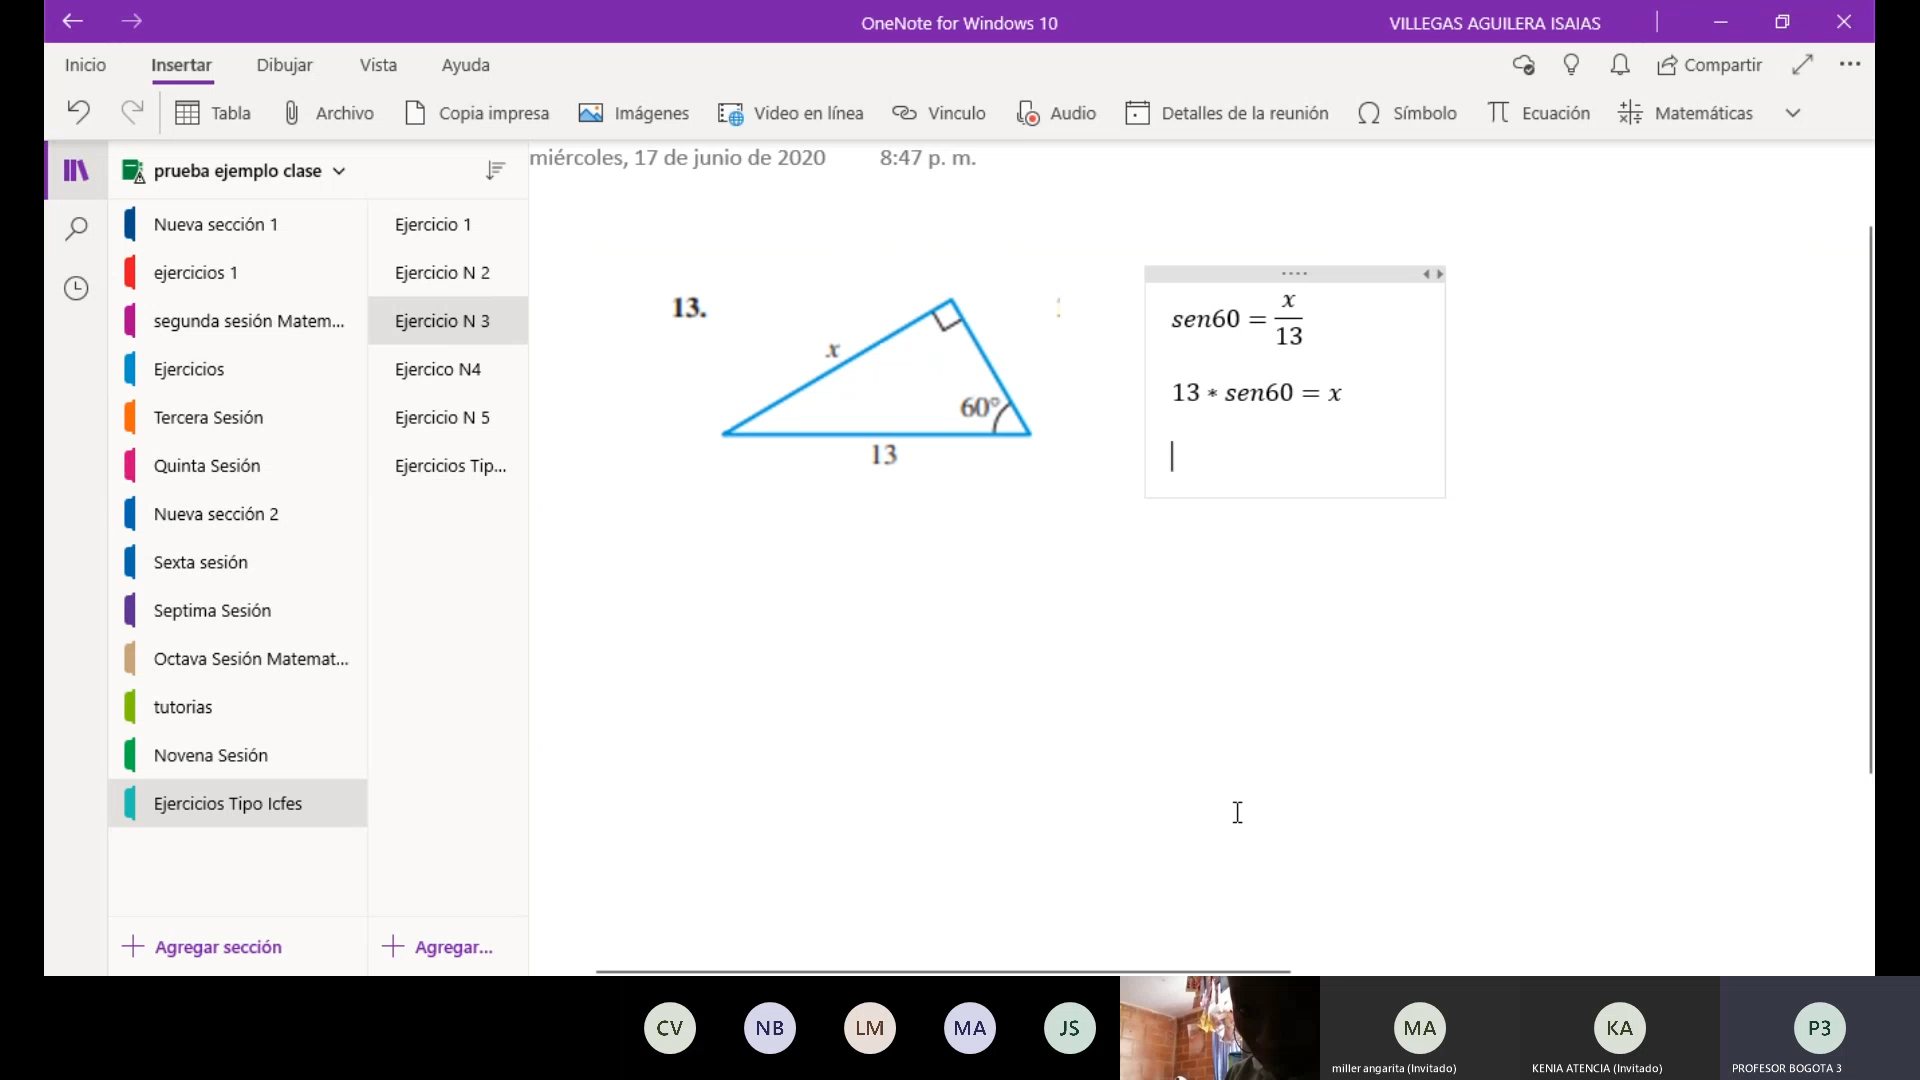 OneNote for Windows 10
VILLEGAS AGUILERA ISAIAS
Inicio
Insertar
Dibujar
Vista
Ayuda
Compartir
Tabla
Archivo
Copia impresa
Imágenes
Video en línea
Vínculo
Audio
Detalles de la reunión
Símbolo
Ecuación
Matemáticas
prueba ejemplo clase
Nueva sección 1
ejercicios 1
segunda sesión Matem...
Ejercicios
Tercera Sesión
Quinta Sesión
Nueva sección 2
Sexta sesión
Septima Sesión
Octava Sesión Matemat...
tutorias
Novena Sesión
Ejercicios Tipo Icfes
Agregar sección
Ejercicio 1
Ejercicio N 2
Ejercicio N 3
Ejercico N4
Ejercicio N 5
Ejercicios Tip...
Agregar...
miércoles, 17 de junio de 2020 8:47 p. m.
13.
x
60°
13
sen60 = x/13
13 * sen60 = x
CV
NB
LM
MA
JS
MA
miller angarita (Invitado)
KA
KENIA ATENCIA (Invitado)
P3
PROFESOR BOGOTA 3